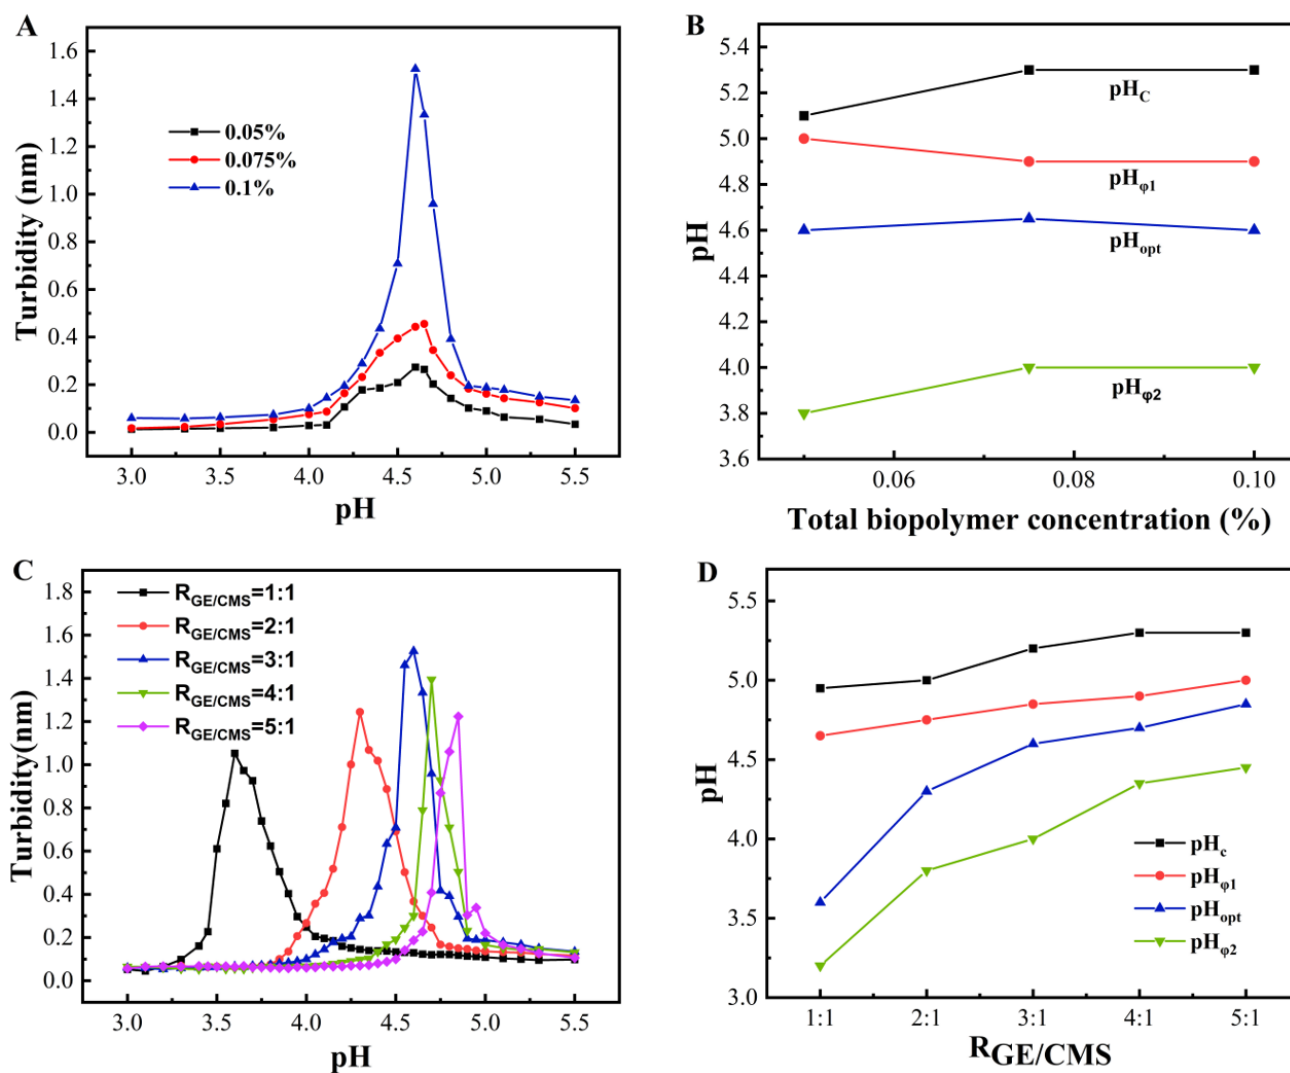 A
1.6
1.4
1.2
1.0
0.8
0.6
0.4
0.2
0.0
Turbidity (nm)
0.05%
0.075%
0.1%
3.0 3.5 4.0 4.5 5.0 5.5
pH
B
5.4
5.2
5.0
4.8
4.6
4.4
4.2
4.0
3.8
3.6
pH
pHC
pHφ1
pHopt
pHφ2
0.06 0.08 0.10
Total biopolymer concentration (%)
C
1.8
1.6
1.4
1.2
1.0
0.8
0.6
0.4
0.2
0.0
Turbidity(nm)
RGE/CMS=1:1
RGE/CMS=2:1
RGE/CMS=3:1
RGE/CMS=4:1
RGE/CMS=5:1
3.0 3.5 4.0 4.5 5.0 5.5
pH
D
5.5
5.0
4.5
4.0
3.5
3.0
pH
pHc
pHφ1
pHopt
pHφ2
1:1 2:1 3:1 4:1 5:1
RGE/CMS